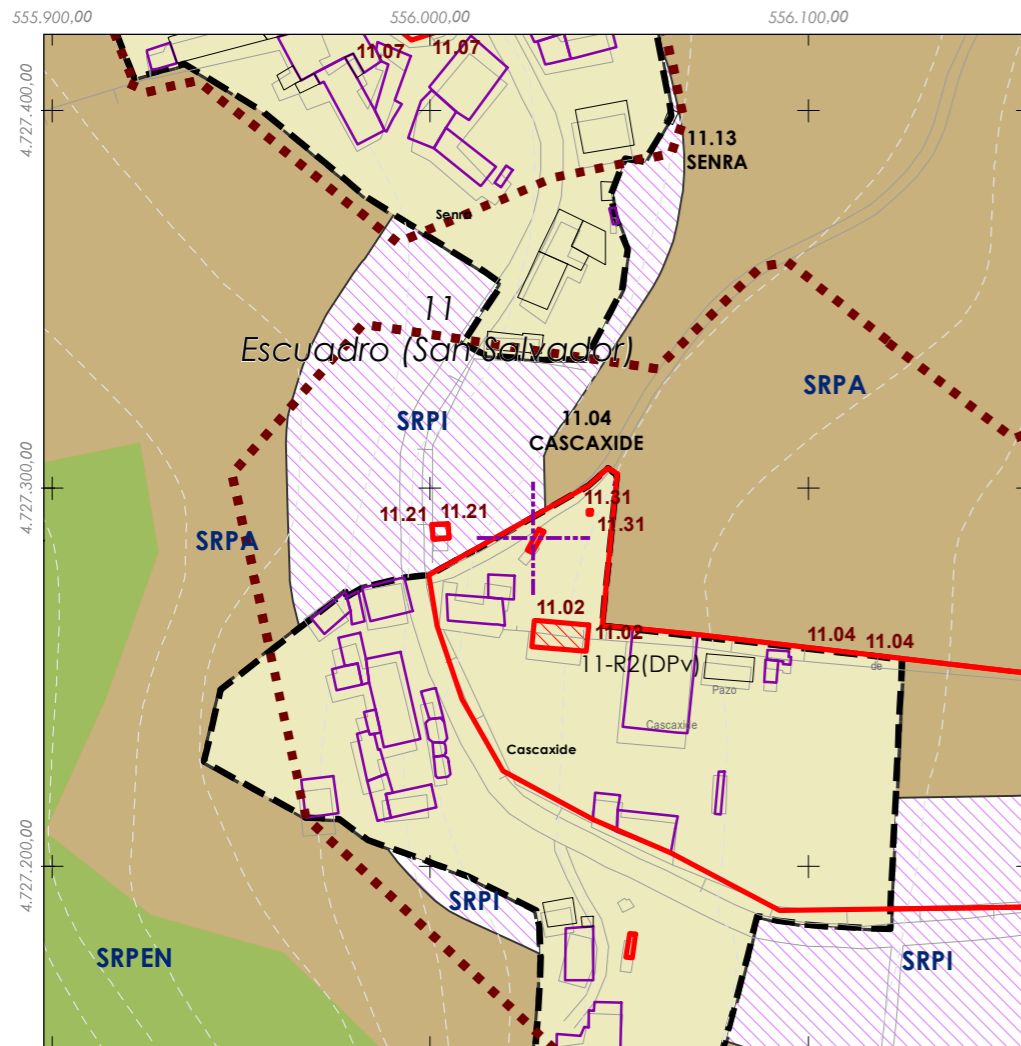 555.900,00
556.000,00
556.100,00
4.727.400,00
4.727.300,00
4.727.200,00
11.07
11.07
11.13
SENRA
Senra
11
Escuadro (San Salvador)
SRPA
SRPI
11.04
CASCAXIDE
11.21
11.21
11.31
11.31
SRPA
11.02
11.02
11.04
11.04
11-R2(DPv)
de
Pazo
Cascaxide
Cascaxide
SRPI
SRPEN
SRPI